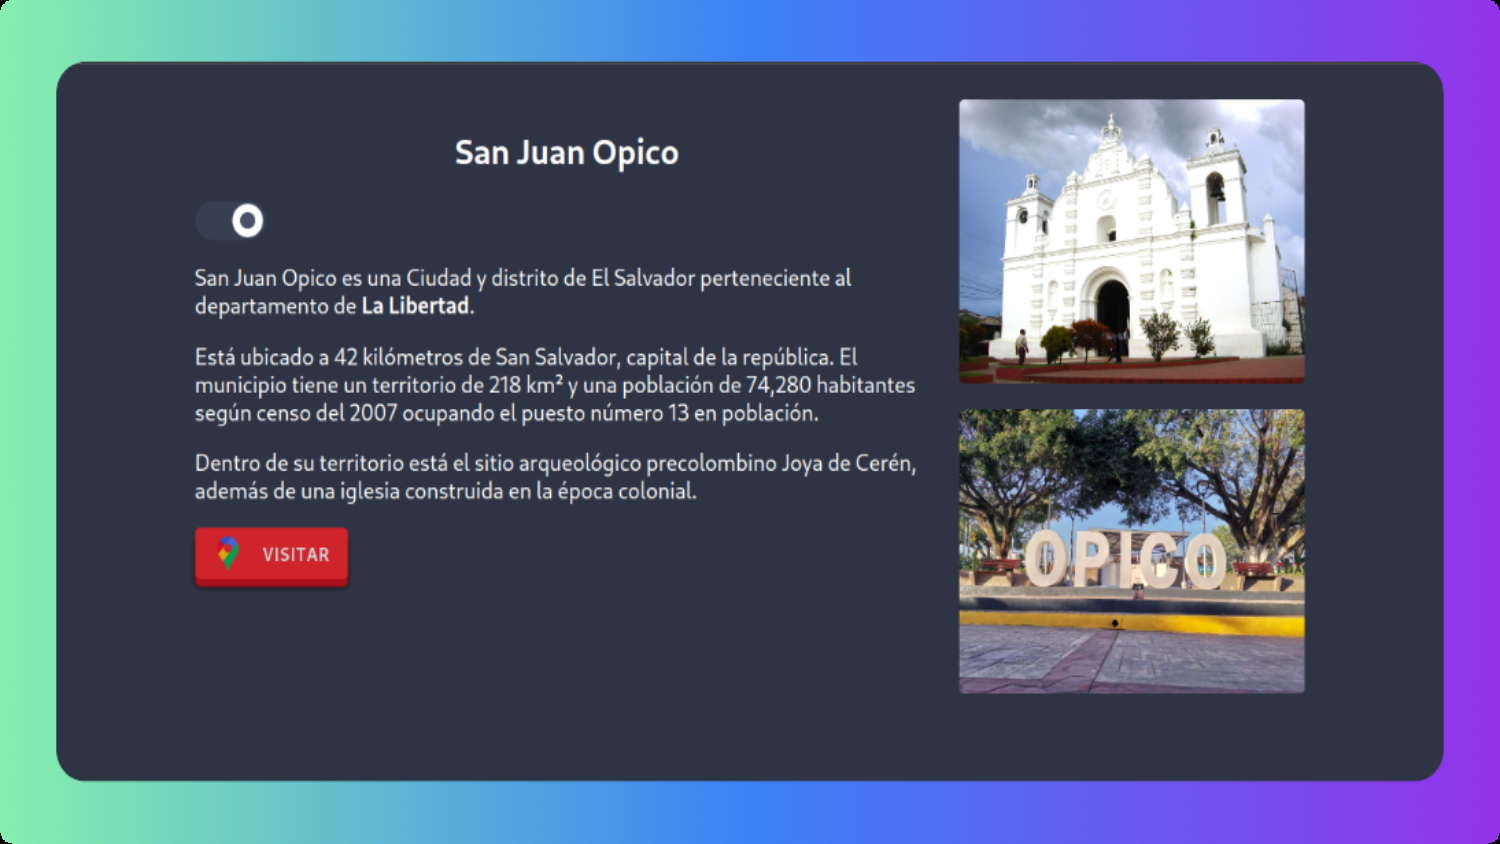 San Juan Opico
San Juan Opico es una Ciudad y distrito de El Salvador perteneciente al
departamento de La Libertad.
Está ubicado a 42 kilómetros de San Salvador, capital de la república. El
municipio tiene un territorio de 218 km² y una población de 74,280 habitantes
según censo del 2007 ocupando el puesto número 13 en población.
Dentro de su territorio está el sitio arqueológico precolombino Joya de Cerén,
además de una iglesia construida en la época colonial.
VISITAR
OPICO